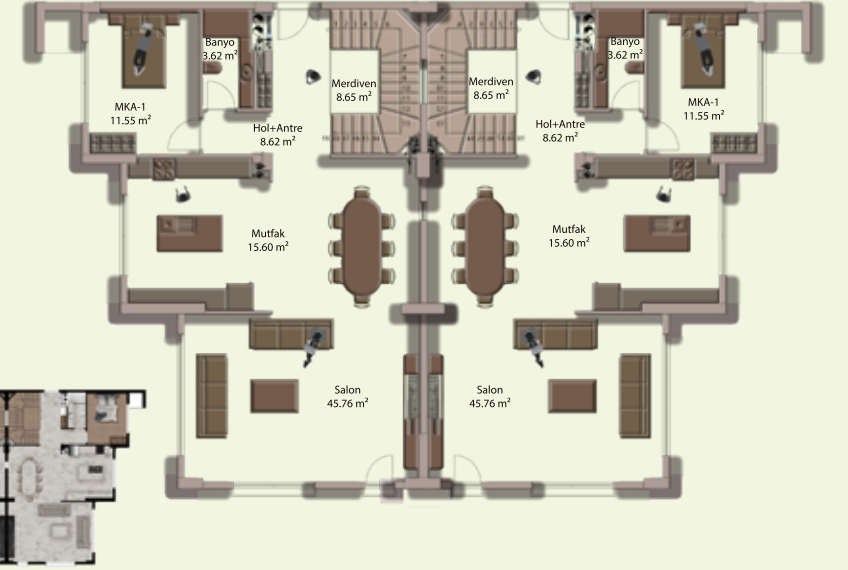 Banyo
3.62 m²
MKA-1
11.55 m²
Merdiven
8.65 m²
Hol+Antre
8.62 m²
Mutfak
15.60 m²
Salon
45.76 m²
Banyo
3.62 m²
MKA-1
11.55 m²
Merdiven
8.65 m²
Hol+Antre
8.62 m²
Mutfak
15.60 m²
Salon
45.76 m²